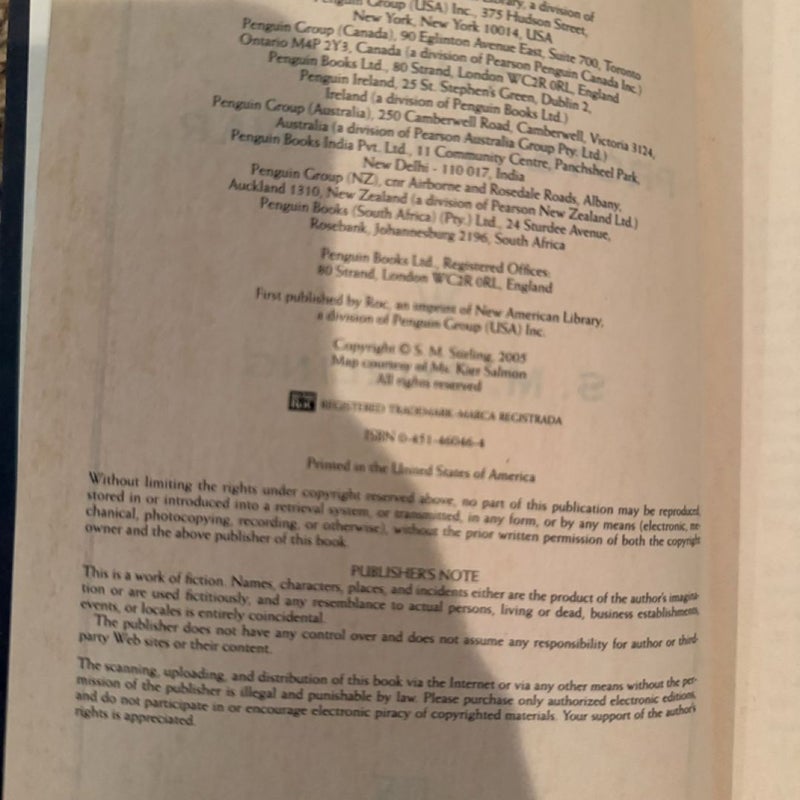 Library, a division of
Penguin Group (USA) Inc., 375 Hudson Street,
New York, New York 10014, USA
Penguin Group (Canada), 90 Eglinton Avenue East, Suite 700, Toronto
Ontario M4P 2Y3, Canada (a division of Pearson Penguin Canada Inc.)
Penguin Books Ltd., 80 Strand, London WC2R 0RL, England
Penguin Ireland, 25 St. Stephen's Green, Dublin 2,
Ireland (a division of Penguin Books Ltd.)
Penguin Group (Australia), 250 Camberwell Road, Camberwell, Victoria 3124,
Australia (a division of Pearson Australia Group Pty. Ltd.)
Penguin Books India Pvt. Ltd., 11 Community Centre, Panchsheel Park,
New Delhi - 110 017, India
Penguin Group (NZ), cnr Airborne and Rosedale Roads, Albany,
Auckland 1310, New Zealand (a division of Pearson New Zealand Ltd.)
Penguin Books (South Africa) (Pty.) Ltd., 24 Sturdee Avenue,
Rosebank, Johannesburg 2196, South Africa
Penguin Books Ltd., Registered Offices:
80 Strand, London WC2R 0RL, England
First published by Roc, an imprint of New American Library,
a division of Penguin Group (USA) Inc.
Copyright © S. M. Stirling, 2005
Map courtesy of Ms. Kier Salmon
All rights reserved
REGISTERED TRADEMARK-MARCA REGISTRADA
ISBN 0-451-46046-4
Printed in the United States of America
Without limiting the rights under copyright reserved above, no part of this publication may be reproduced,
stored in or introduced into a retrieval system, or transmitted, in any form, or by any means (electronic, me-
chanical, photocopying, recording, or otherwise), without the prior written permission of both the copyright
owner and the above publisher of this book.
PUBLISHER'S NOTE
This is a work of fiction. Names, characters, places, and incidents either are the product of the author's imagina-
tion or are used fictitiously, and any resemblance to actual persons, living or dead, business establishments,
events, or locales is entirely coincidental.
The publisher does not have any control over and does not assume any responsibility for author or third-
party Web sites or their content.
The scanning, uploading, and distribution of this book via the Internet or via any other means without the per-
mission of the publisher is illegal and punishable by law. Please purchase only authorized electronic editions,
and do not participate in or encourage electronic piracy of copyrighted materials. Your support of the author's
rights is appreciated.